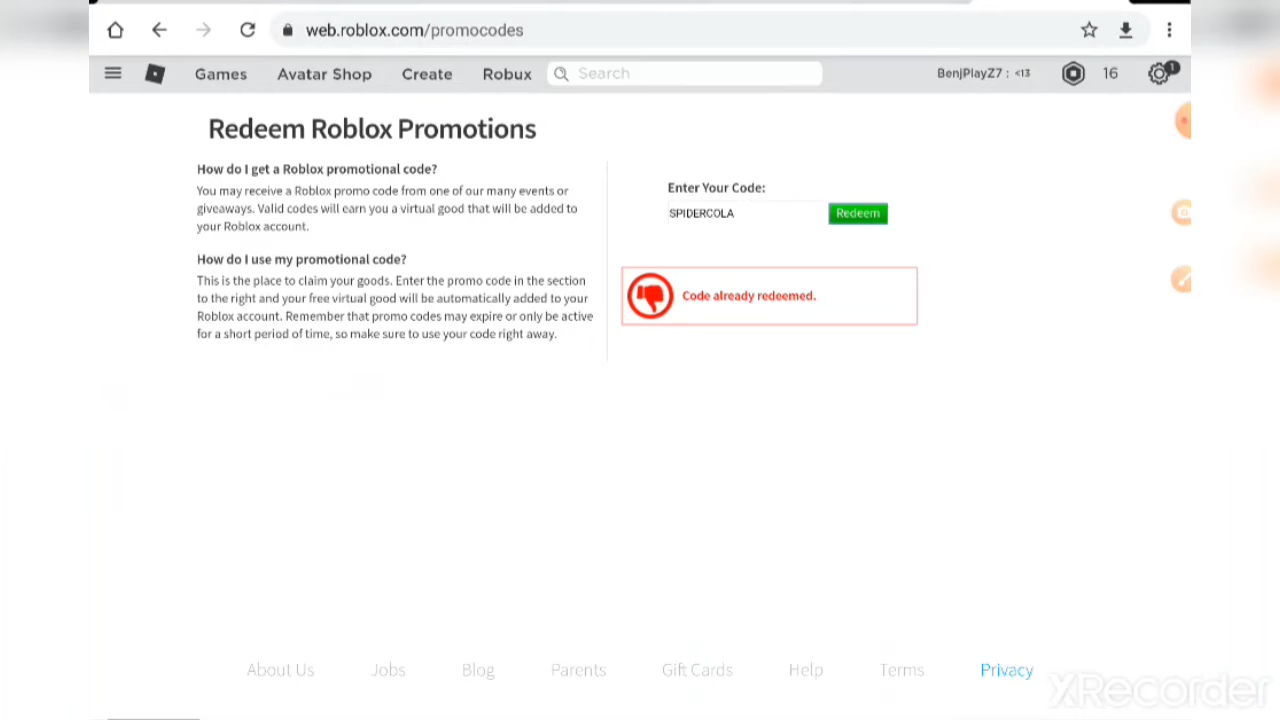 web.roblox.com/promocodes
Games Avatar Shop Create Robux Search BenjPlayZ7 : <13 16 1
Redeem Roblox Promotions
How do I get a Roblox promotional code?
You may receive a Roblox promo code from one of our many events or
giveaways. Valid codes will earn you a virtual good that will be added to
your Roblox account.
How do I use my promotional code?
This is the place to claim your goods. Enter the promo code in the section
to the right and your free virtual good will be automatically added to your
Roblox account. Remember that promo codes may expire or only be active
for a short period of time, so make sure to use your code right away.
Enter Your Code:
SPIDERCOLA Redeem
Code already redeemed.
About Us Jobs Blog Parents Gift Cards Help Terms Privacy
XRecorder